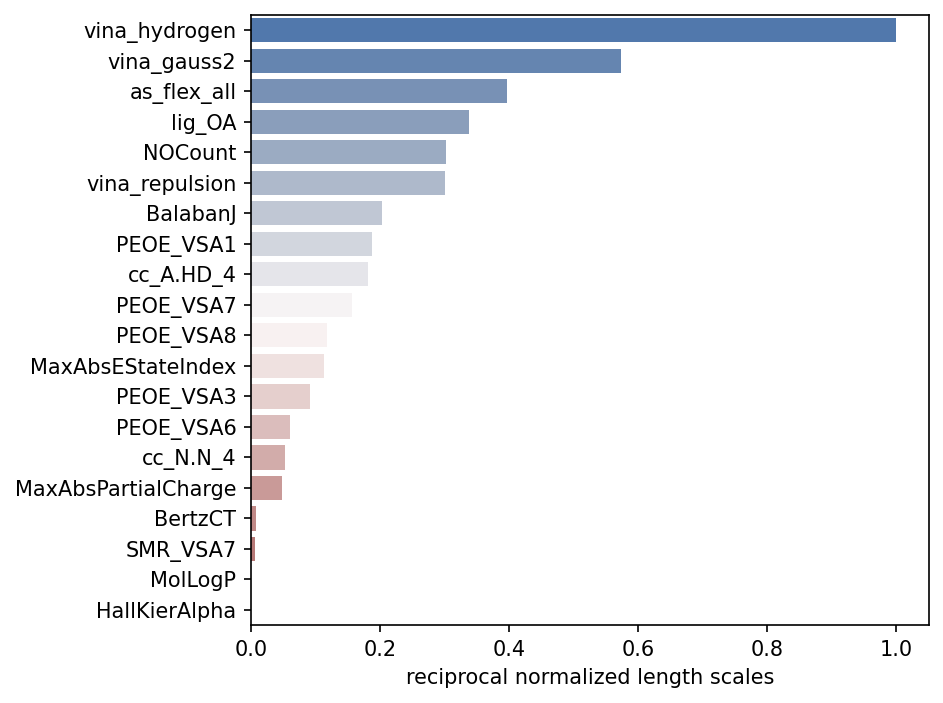 vina_hydrogen
vina_gauss2
as_flex_all
lig_OA
NOCount
vina_repulsion
BalabanJ
PEOE_VSA1
cc_A.HD_4
PEOE_VSA7
PEOE_VSA8
MaxAbsEStateIndex
PEOE_VSA3
PEOE_VSA6
cc_N.N_4
MaxAbsPartialCharge
BertzCT
SMR_VSA7
MolLogP
HallKierAlpha
0.0 0.2 0.4 0.6 0.8 1.0
reciprocal normalized length scales